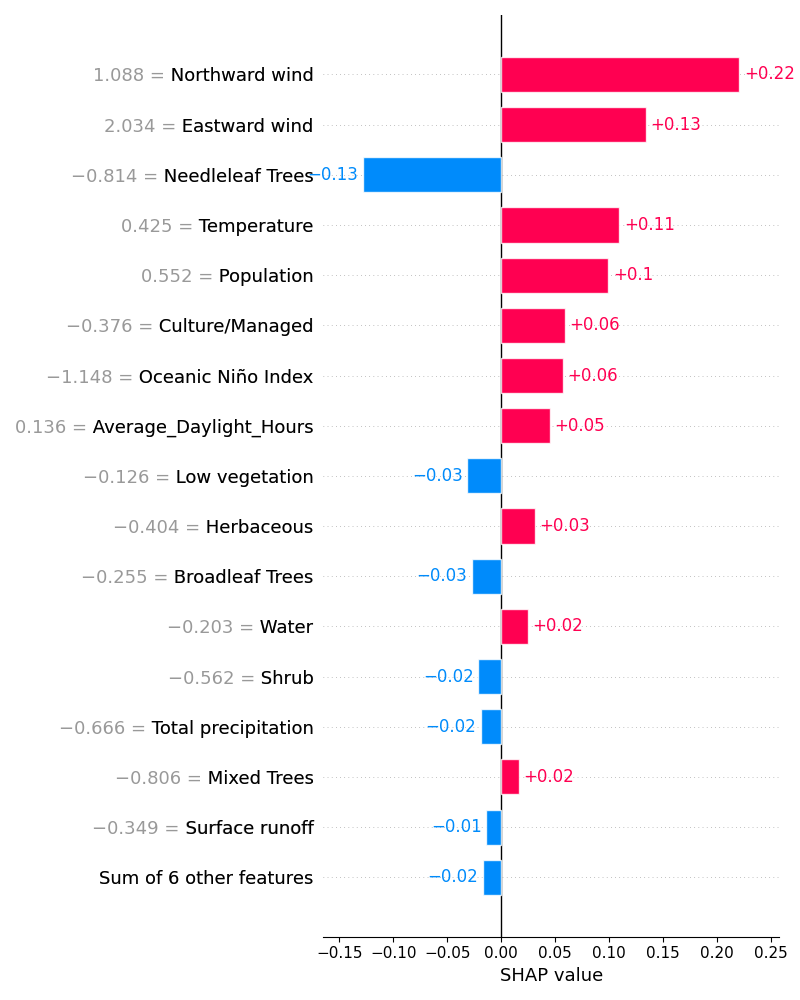 1.088 = Northward wind +0.22
2.034 = Eastward wind +0.13
−0.814 = Needleleaf Trees −0.13
0.425 = Temperature +0.11
0.552 = Population +0.1
−0.376 = Culture/Managed +0.06
−1.148 = Oceanic Niño Index +0.06
0.136 = Average_Daylight_Hours +0.05
−0.126 = Low vegetation −0.03
−0.404 = Herbaceous +0.03
−0.255 = Broadleaf Trees −0.03
−0.203 = Water +0.02
−0.562 = Shrub −0.02
−0.666 = Total precipitation −0.02
−0.806 = Mixed Trees +0.02
−0.349 = Surface runoff −0.01
Sum of 6 other features −0.02
−0.15 −0.10 −0.05 0.00 0.05 0.10 0.15 0.20 0.25
SHAP value